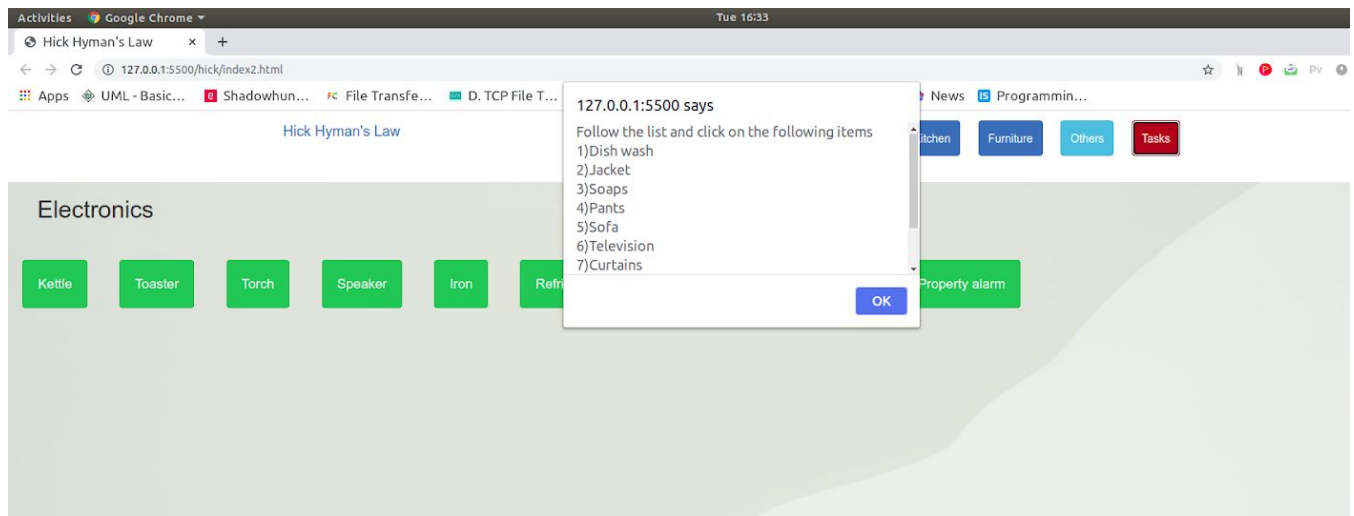 Activities Google Chrome Tue 16:33
Hick Hyman's Law × +
127.0.0.1:5500/hick/index2.html
Apps UML - Basic... Shadowhun... File Transfe... D. TCP File T... News Programmin...
127.0.0.1:5500 says
Follow the list and click on the following items
1)Dish wash
2)Jacket
3)Soaps
4)Pants
5)Sofa
6)Television
7)Curtains
OK
Hick Hyman's Law itchen Furniture Others Tasks
Electronics
Kettle Toaster Torch Speaker Iron Refri Property alarm